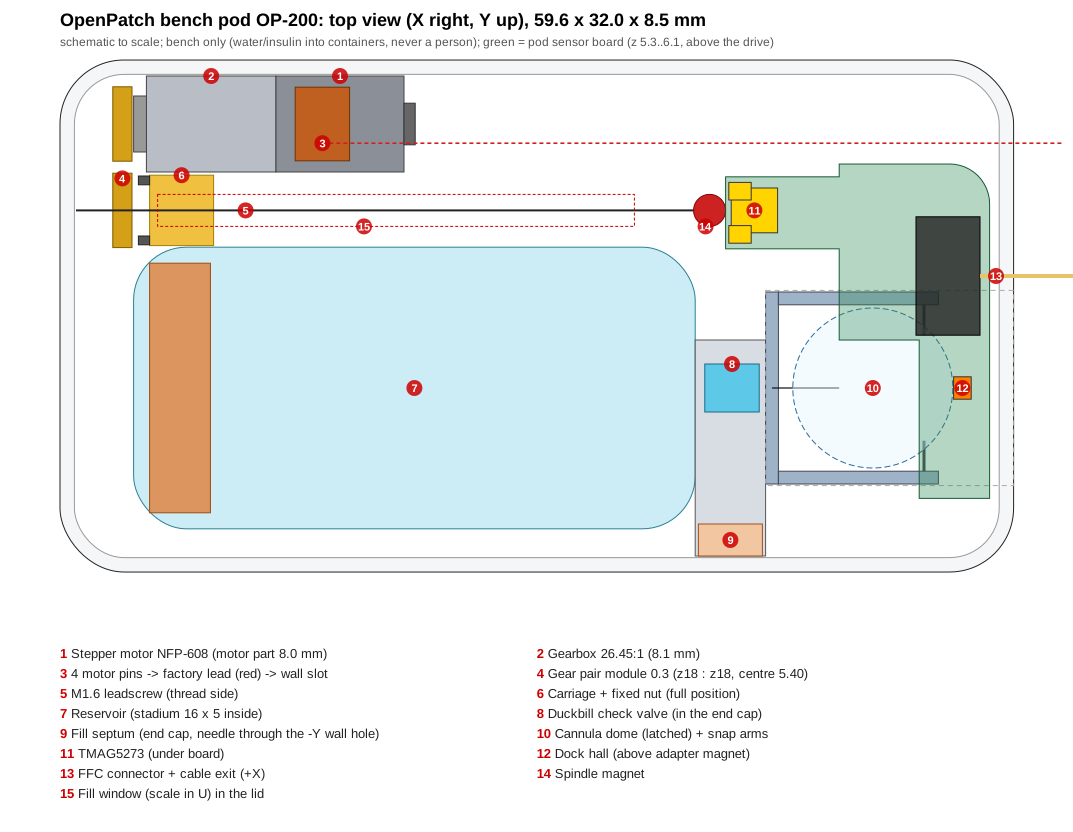 OpenPatch bench pod OP-200: top view (X right, Y up), 59.6 x 32.0 x 8.5 mm
schematic to scale; bench only (water/insulin into containers, never a person); green = pod sensor board (z 5.3..6.1, above the drive)
2 1
3
4 6
5 11
15 14
13
8
7 10 12
9
1 Stepper motor NFP-608 (motor part 8.0 mm)
2 Gearbox 26.45:1 (8.1 mm)
3 4 motor pins -> factory lead (red) -> wall slot
4 Gear pair module 0.3 (z18 : z18, centre 5.40)
5 M1.6 leadscrew (thread side)
6 Carriage + fixed nut (full position)
7 Reservoir (stadium 16 x 5 inside)
8 Duckbill check valve (in the end cap)
9 Fill septum (end cap, needle through the -Y wall hole)
10 Cannula dome (latched) + snap arms
11 TMAG5273 (under board)
12 Dock hall (above adapter magnet)
13 FFC connector + cable exit (+X)
14 Spindle magnet
15 Fill window (scale in U) in the lid